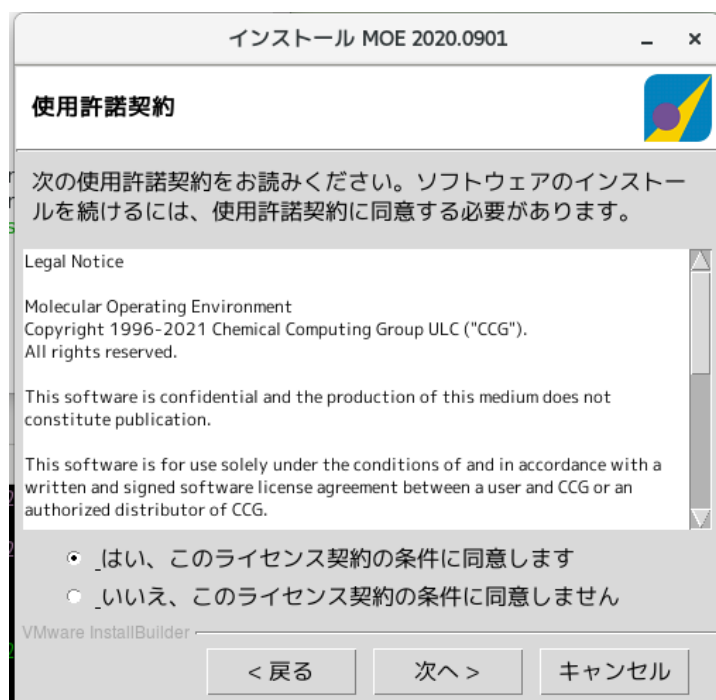 インストール MOE 2020.0901
使用許諾契約
次の使用許諾契約をお読みください。ソフトウェアのインストー
ルを続けるには、使用許諾契約に同意する必要があります。
Legal Notice
Molecular Operating Environment
Copyright 1996-2021 Chemical Computing Group ULC ("CCG").
All rights reserved.
This software is confidential and the production of this medium does not
constitute publication.
This software is for use solely under the conditions of and in accordance with a
written and signed software license agreement between a user and CCG or an
authorized distributor of CCG.
_はい、このライセンス契約の条件に同意します
_いいえ、このライセンス契約の条件に同意しません
VMware InstallBuilder
< 戻る
次へ >
キャンセル